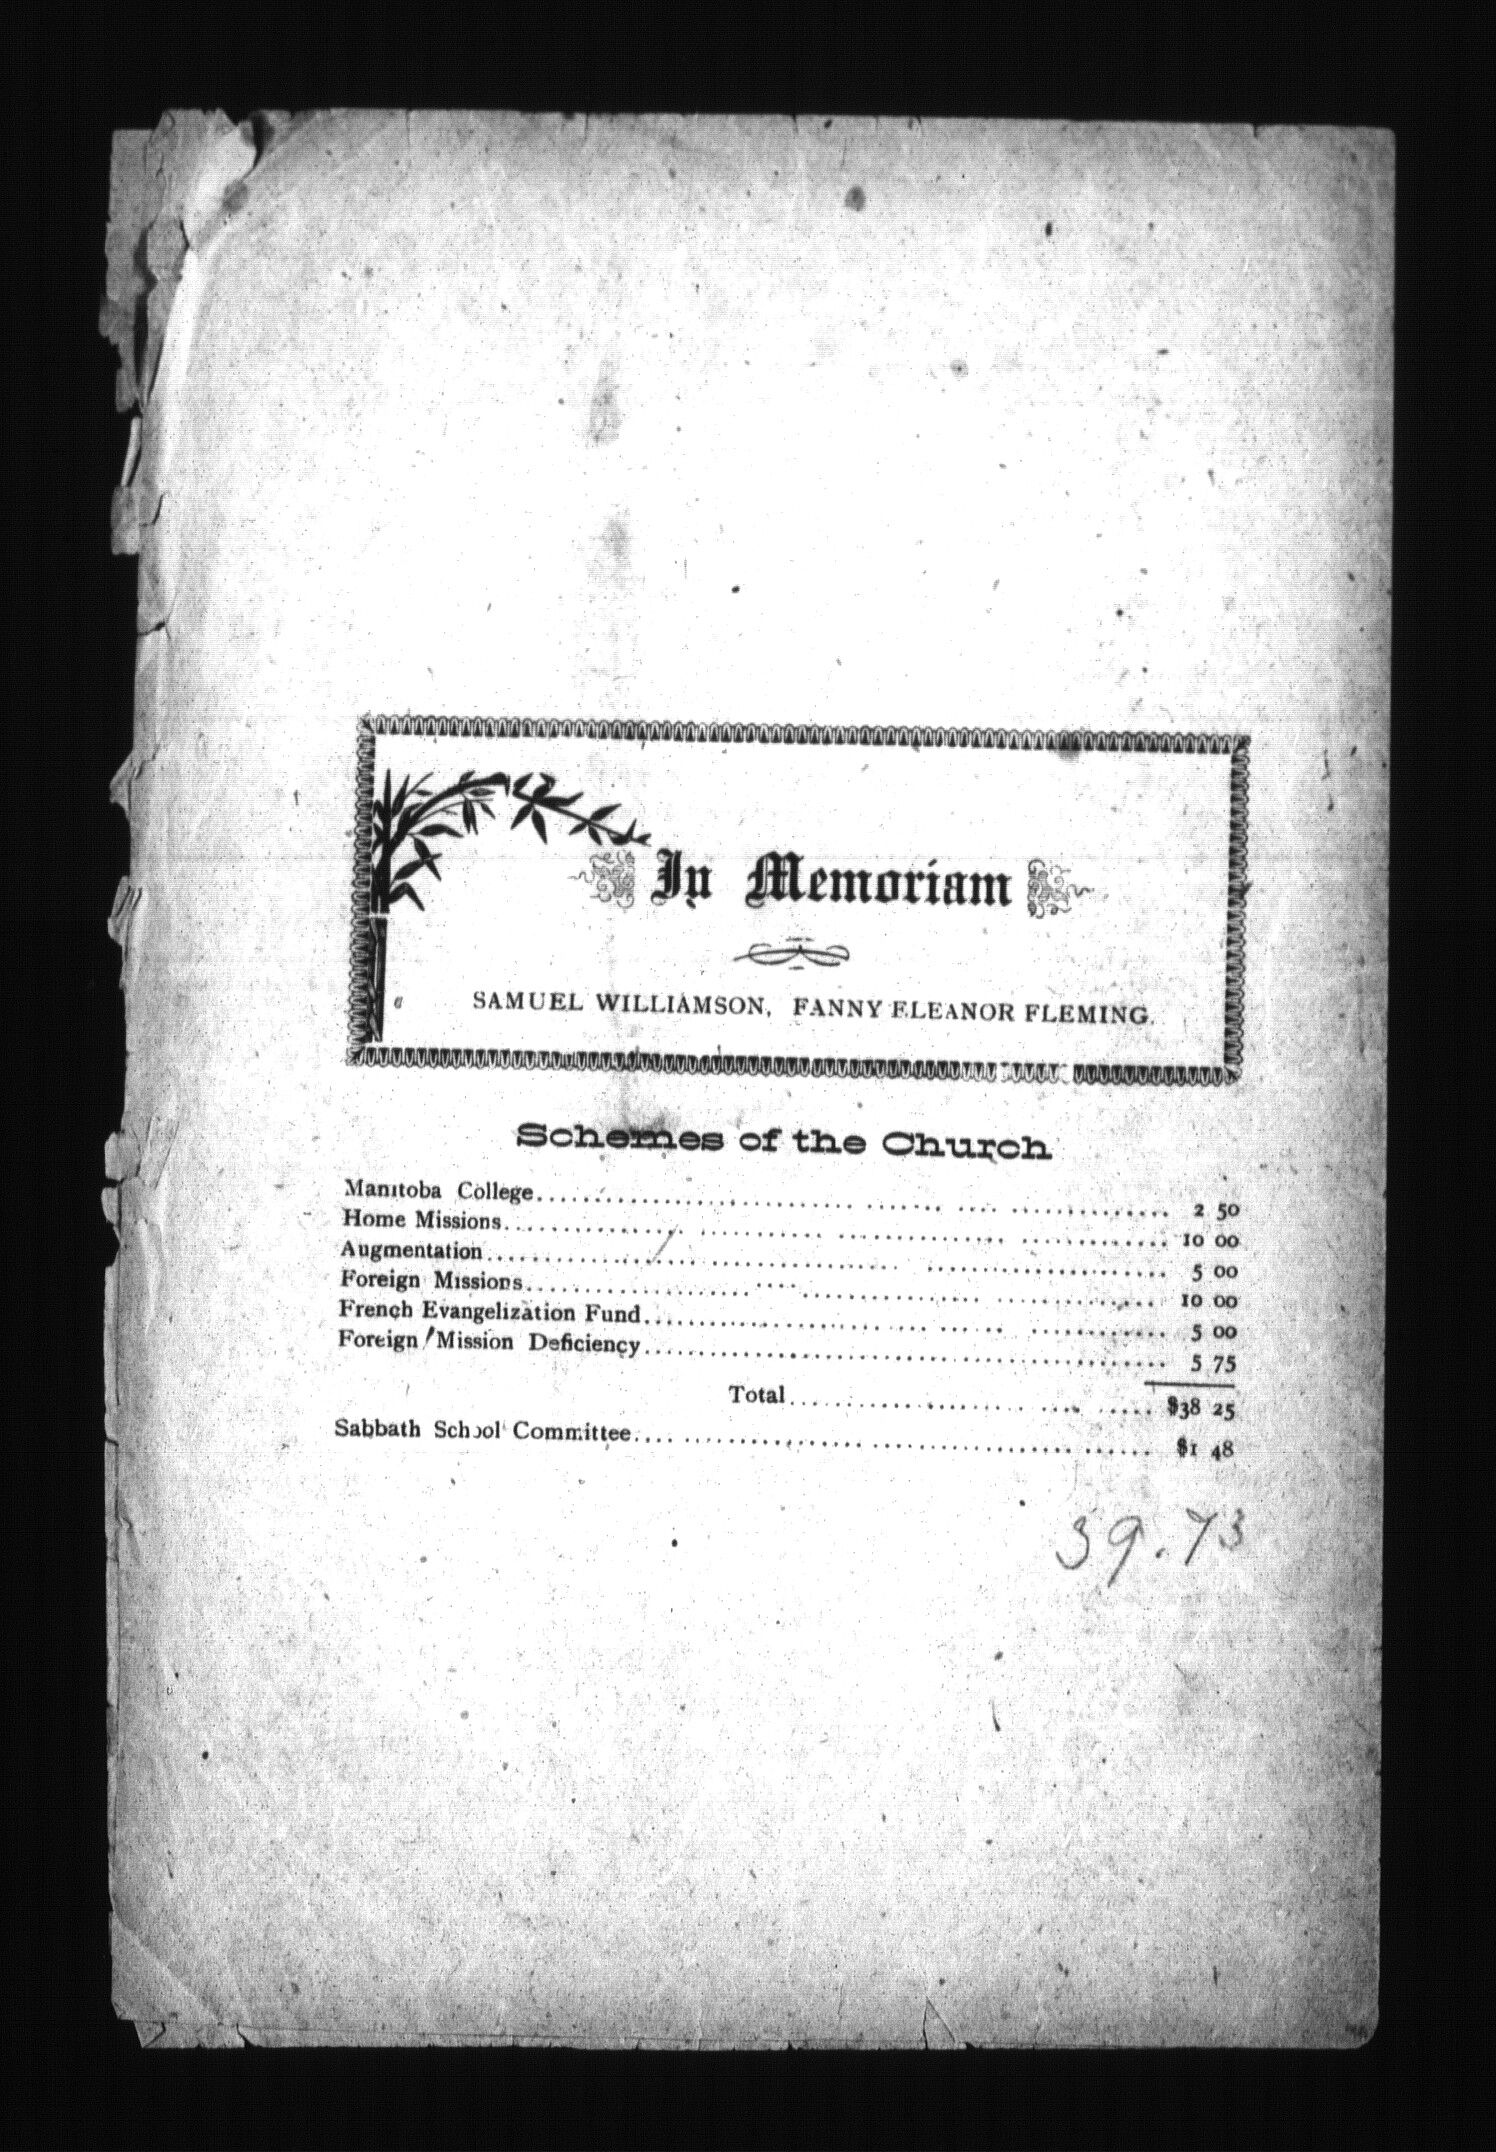 In Memoriam
SAMUEL WILLIAMSON, FANNY ELEANOR FLEMING.
Schemes of the Church
Manitoba College 2 50
Home Missions 10 00
Augmentation 5 00
Foreign Missions 10 00
French Evangelization Fund 5 00
Foreign Mission Deficiency 5 75
Total $38 25
Sabbath School Committee $1 48
39.73